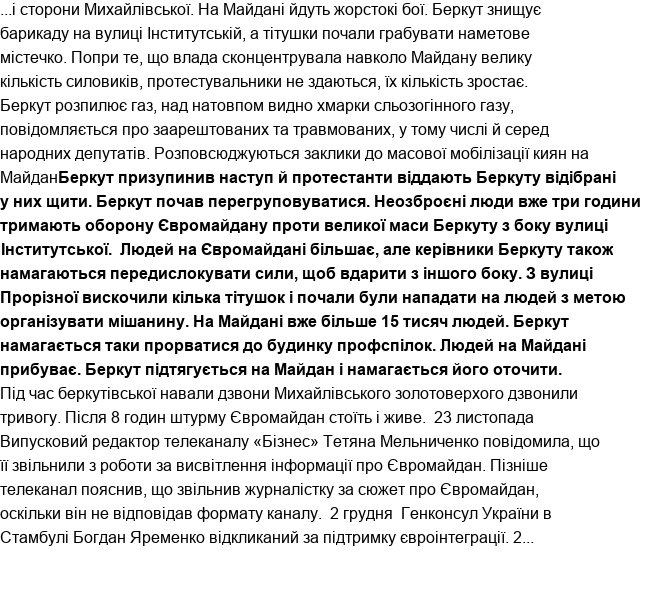 ...і сторони Михайлівської. На Майдані йдуть жорстокі бої. Беркут знищує
барикаду на вулиці Інститутській, а тітушки почали грабувати наметове
містечко. Попри те, що влада сконцентрувала навколо Майдану велику
кількість силовиків, протестувальники не здаються, їх кількість зростає.
Беркут розпилює газ, над натовпом видно хмарки сльозогінного газу,
повідомляється про заарештованих та травмованих, у тому числі й серед
народних депутатів. Розповсюджуються заклики до масової мобілізації киян на
МайданБеркут призупинив наступ й протестанти віддають Беркуту відібрані
у них щити. Беркут почав перегруповуватися. Неозброєні люди вже три години
тримають оборону Євромайдану проти великої маси Беркуту з боку вулиці
Інститутської.  Людей на Євромайдані більшає, але керівники Беркуту також
намагаються передислокувати сили, щоб вдарити з іншого боку. З вулиці
Прорізної вискочили кілька тітушок і почали були нападати на людей з метою
організувати мішанину. На Майдані вже більше 15 тисяч людей. Беркут
намагається таки прорватися до будинку профспілок. Людей на Майдані
прибуває. Беркут підтягується на Майдан і намагається його оточити.
Під час беркутівської навали дзвони Михайлівського золотоверхого дзвонили
тривогу. Після 8 годин штурму Євромайдан стоїть і живе.  23 листопада
Випусковий редактор телеканалу «Бізнес» Тетяна Мельниченко повідомила, що
її звільнили з роботи за висвітлення інформації про Євромайдан. Пізніше
телеканал пояснив, що звільнив журналістку за сюжет про Євромайдан,
оскільки він не відповідав формату каналу.  2 грудня  Генконсул України в
Стамбулі Богдан Яременко відкликаний за підтримку євроінтеграції. 2...